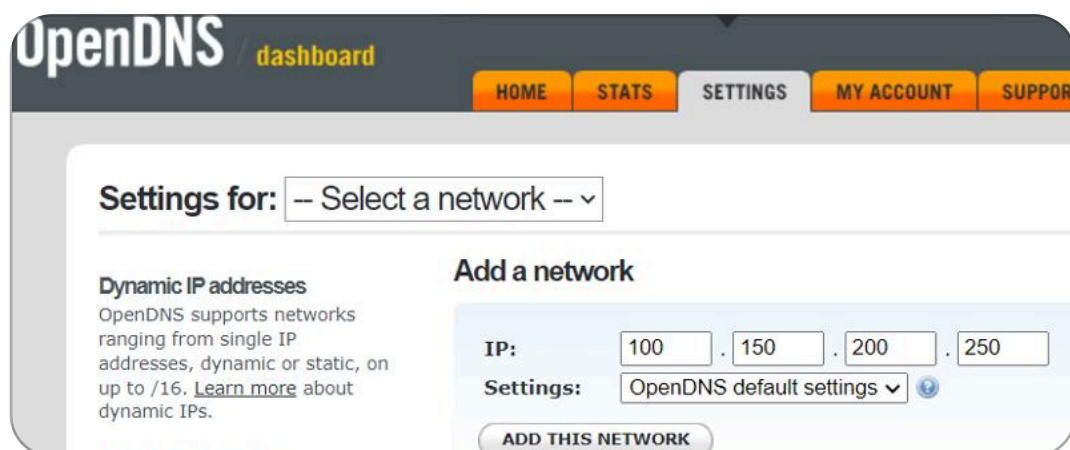 OpenDNS / dashboard
HOME STATS SETTINGS MY ACCOUNT
Settings for: -- Select a network --
Dynamic IP addresses
OpenDNS supports networks
ranging from single IP
addresses, dynamic or static, on
up to /16. Learn more about
dynamic IPs.
Add a network
IP: 100 . 150 . 200 . 250
Settings: OpenDNS default settings
ADD THIS NETWORK